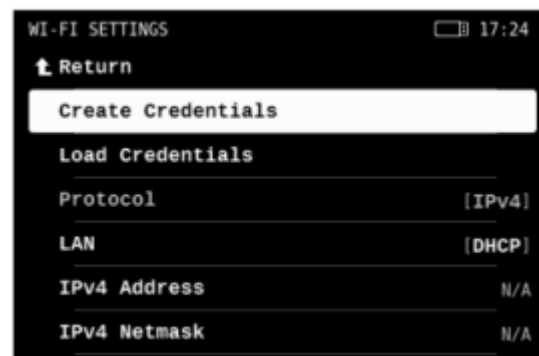 WI-FI SETTINGS 17:24
Return
Create Credentials
Load Credentials
Protocol [IPv4]
LAN [DHCP]
IPv4 Address N/A
IPv4 Netmask N/A